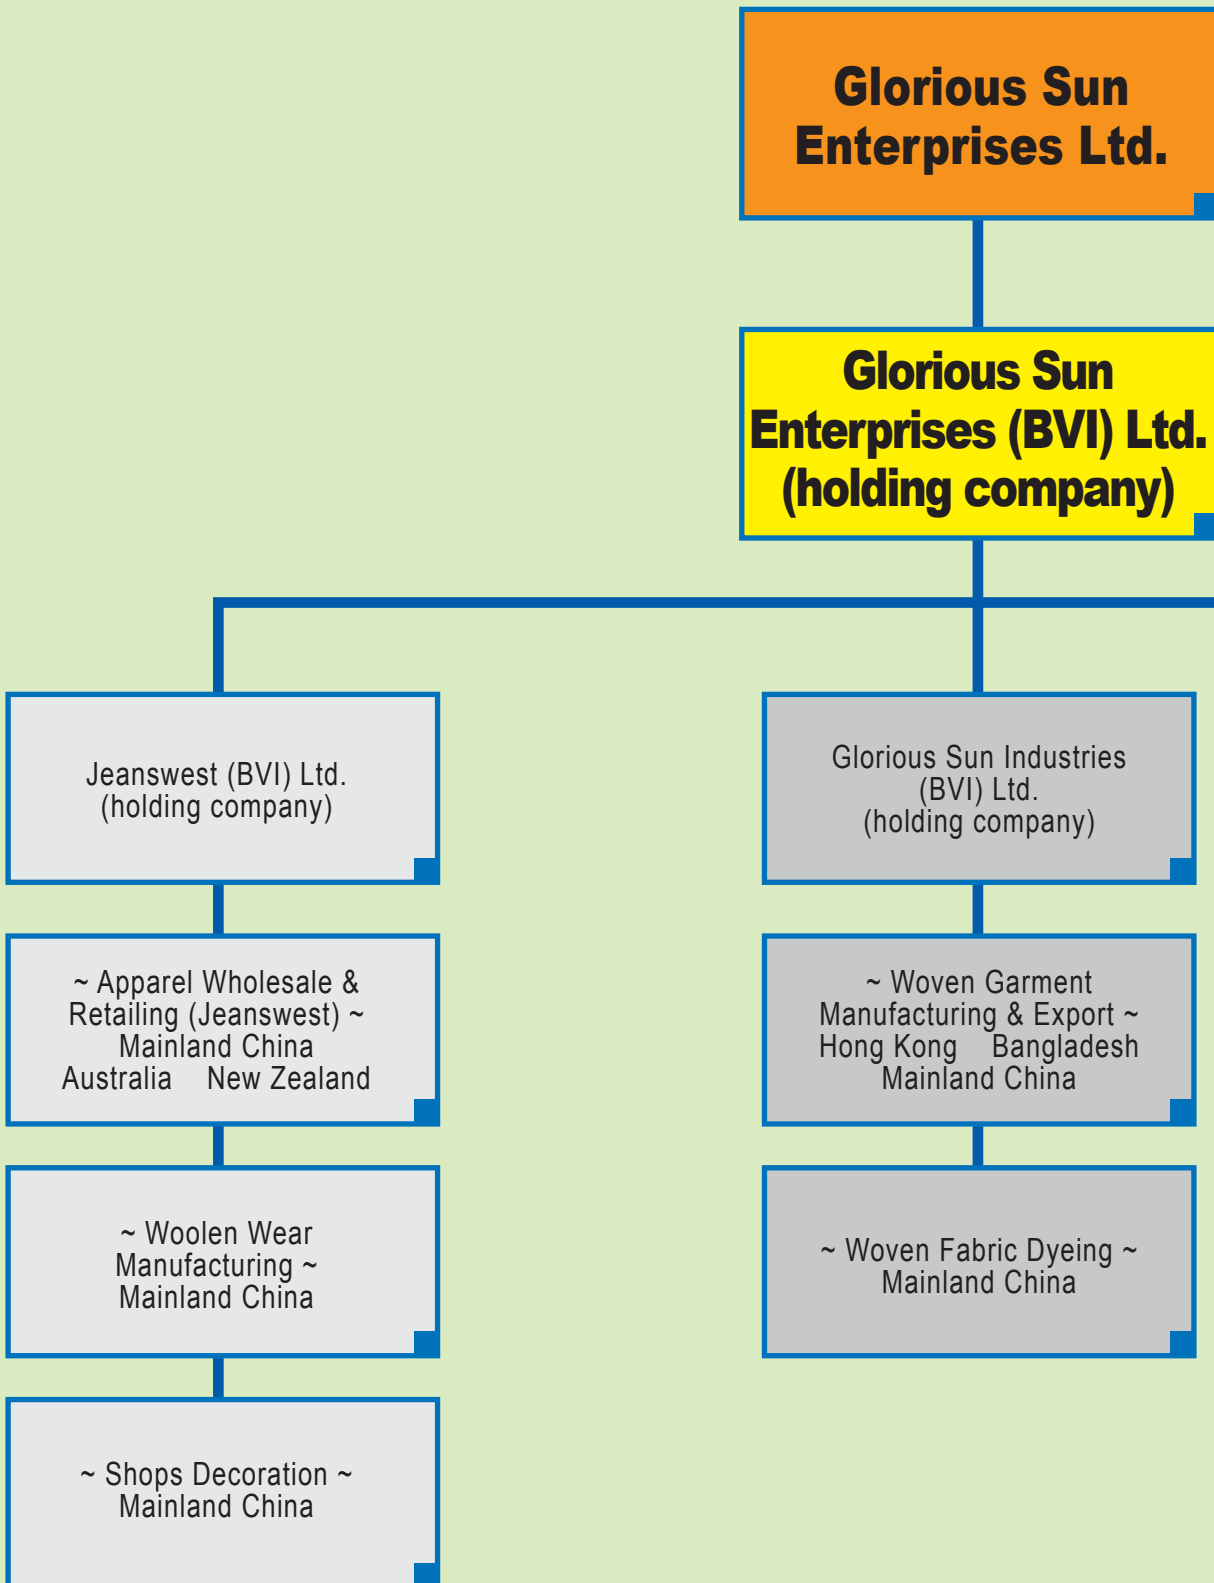 Glorious Sun
Enterprises Ltd.
Glorious Sun
Enterprises (BVI) Ltd.
(holding company)
Jeanswest (BVI) Ltd.
(holding company)
~ Apparel Wholesale &
Retailing (Jeanswest) ~
Mainland China
Australia New Zealand
~ Woolen Wear
Manufacturing ~
Mainland China
~ Shops Decoration ~
Mainland China
Glorious Sun Industries
(BVI) Ltd.
(holding company)
~ Woven Garment
Manufacturing & Export ~
Hong Kong Bangladesh
Mainland China
~ Woven Fabric Dyeing ~
Mainland China